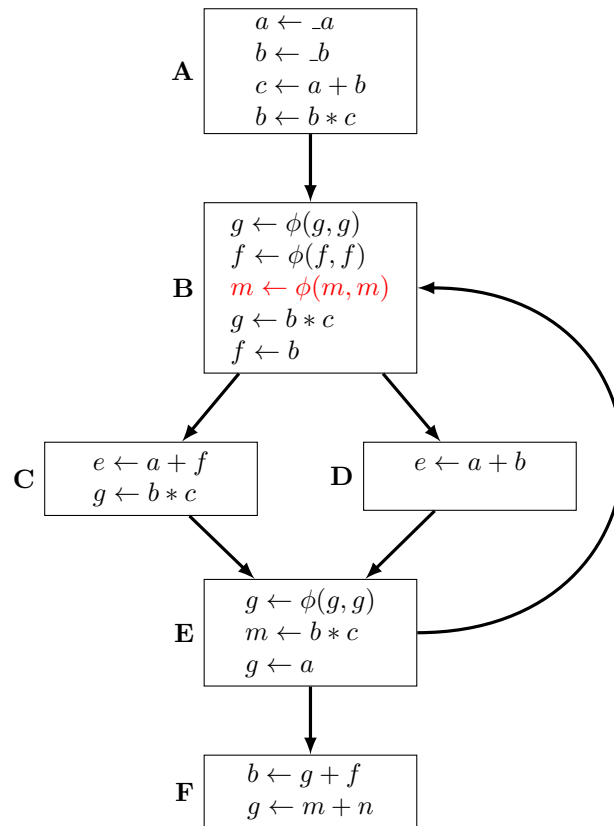 A
a ← _a
b ← _b
c ← a + b
b ← b ∗ c
B
g ← ϕ(g, g)
f ← ϕ(f, f)
m ← ϕ(m, m)
g ← b ∗ c
f ← b
C
e ← a + f
g ← b ∗ c
D
e ← a + b
E
g ← ϕ(g, g)
m ← b ∗ c
g ← a
F
b ← g + f
g ← m + n